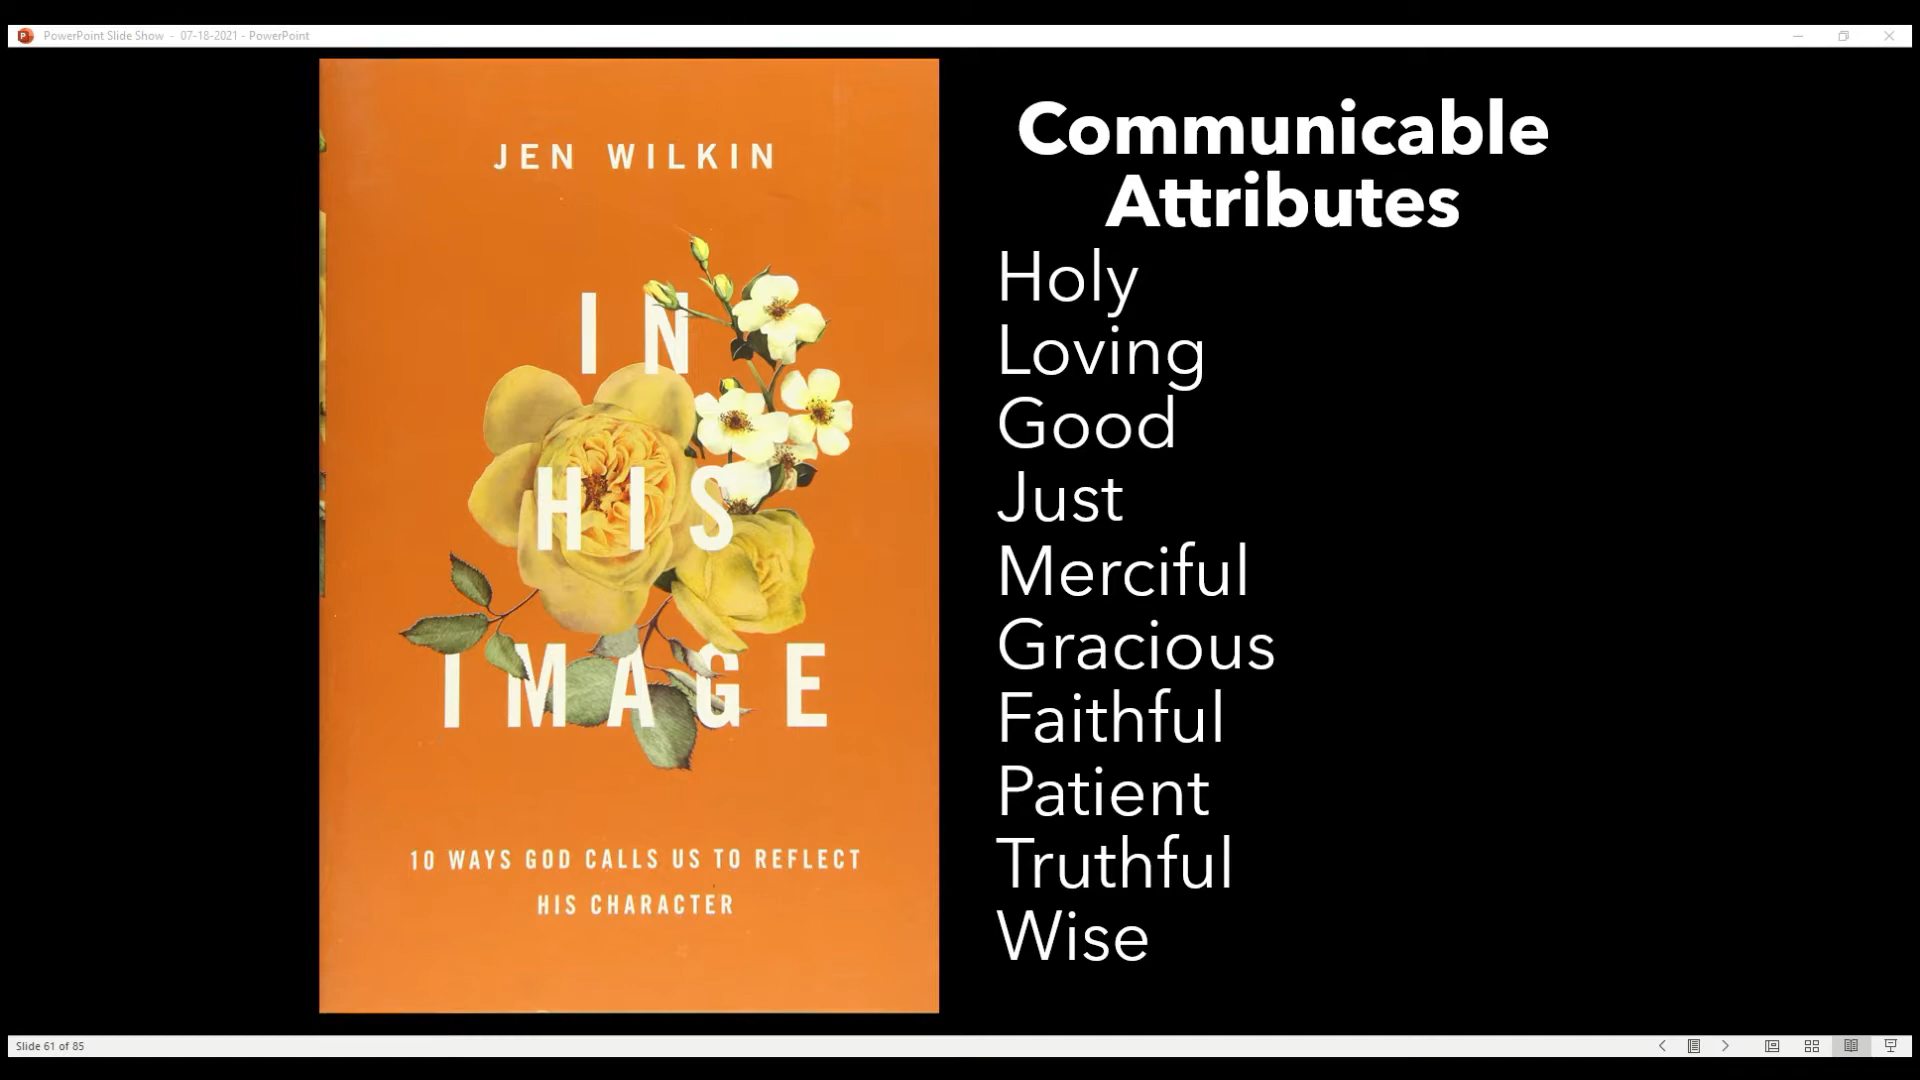 PowerPoint Slide Show - 07-18-2021 - PowerPoint
JEN WILKIN
IN
HIS
IMAGE
10 WAYS GOD CALLS US TO REFLECT
HIS CHARACTER
Communicable
Attributes
Holy
Loving
Good
Just
Merciful
Gracious
Faithful
Patient
Truthful
Wise
Slide 61 of 85